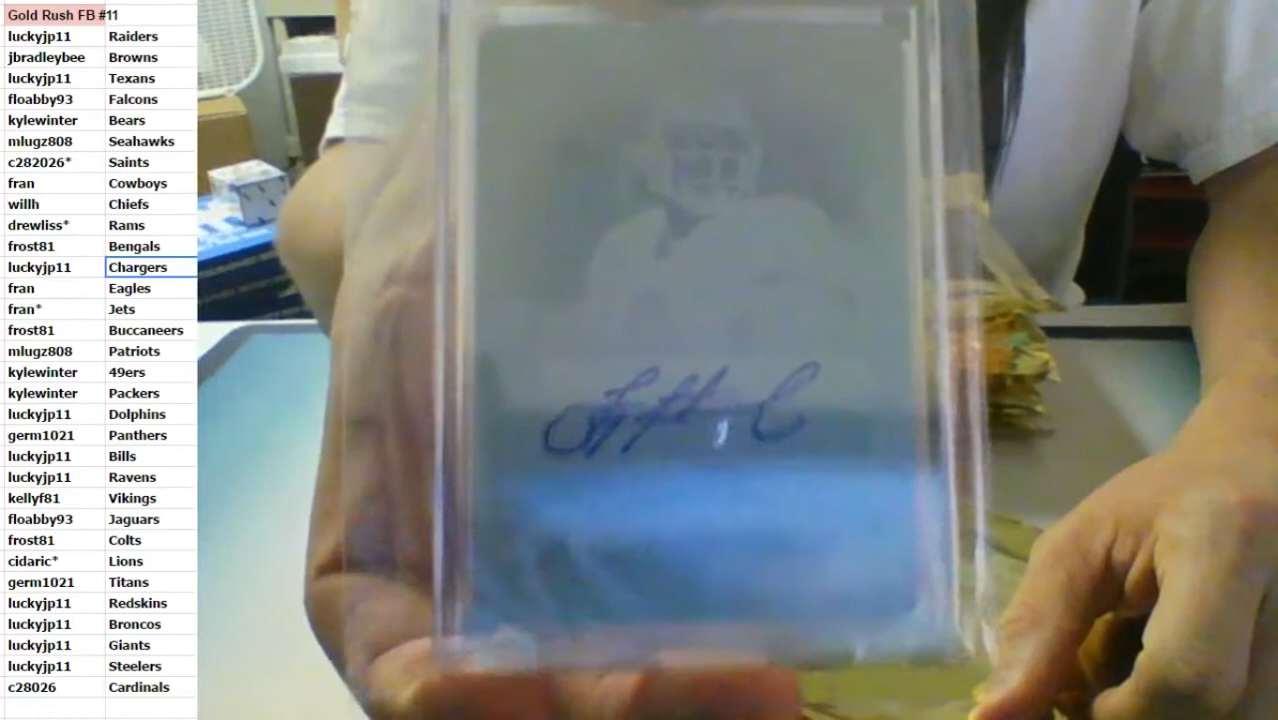 Gold Rush FB #11
luckyjp11 Raiders
jbradleybee Browns
luckyjp11 Texans
floabby93 Falcons
kylewinter Bears
mlugz808 Seahawks
c282026* Saints
fran Cowboys
willh Chiefs
drewliss* Rams
frost81 Bengals
luckyjp11 Chargers
fran Eagles
fran* Jets
frost81 Buccaneers
mlugz808 Patriots
kylewinter 49ers
kylewinter Packers
luckyjp11 Dolphins
germ1021 Panthers
luckyjp11 Bills
luckyjp11 Ravens
kellyf81 Vikings
floabby93 Jaguars
frost81 Colts
cidaric* Lions
germ1021 Titans
luckyjp11 Redskins
luckyjp11 Broncos
luckyjp11 Giants
luckyjp11 Steelers
c28026 Cardinals